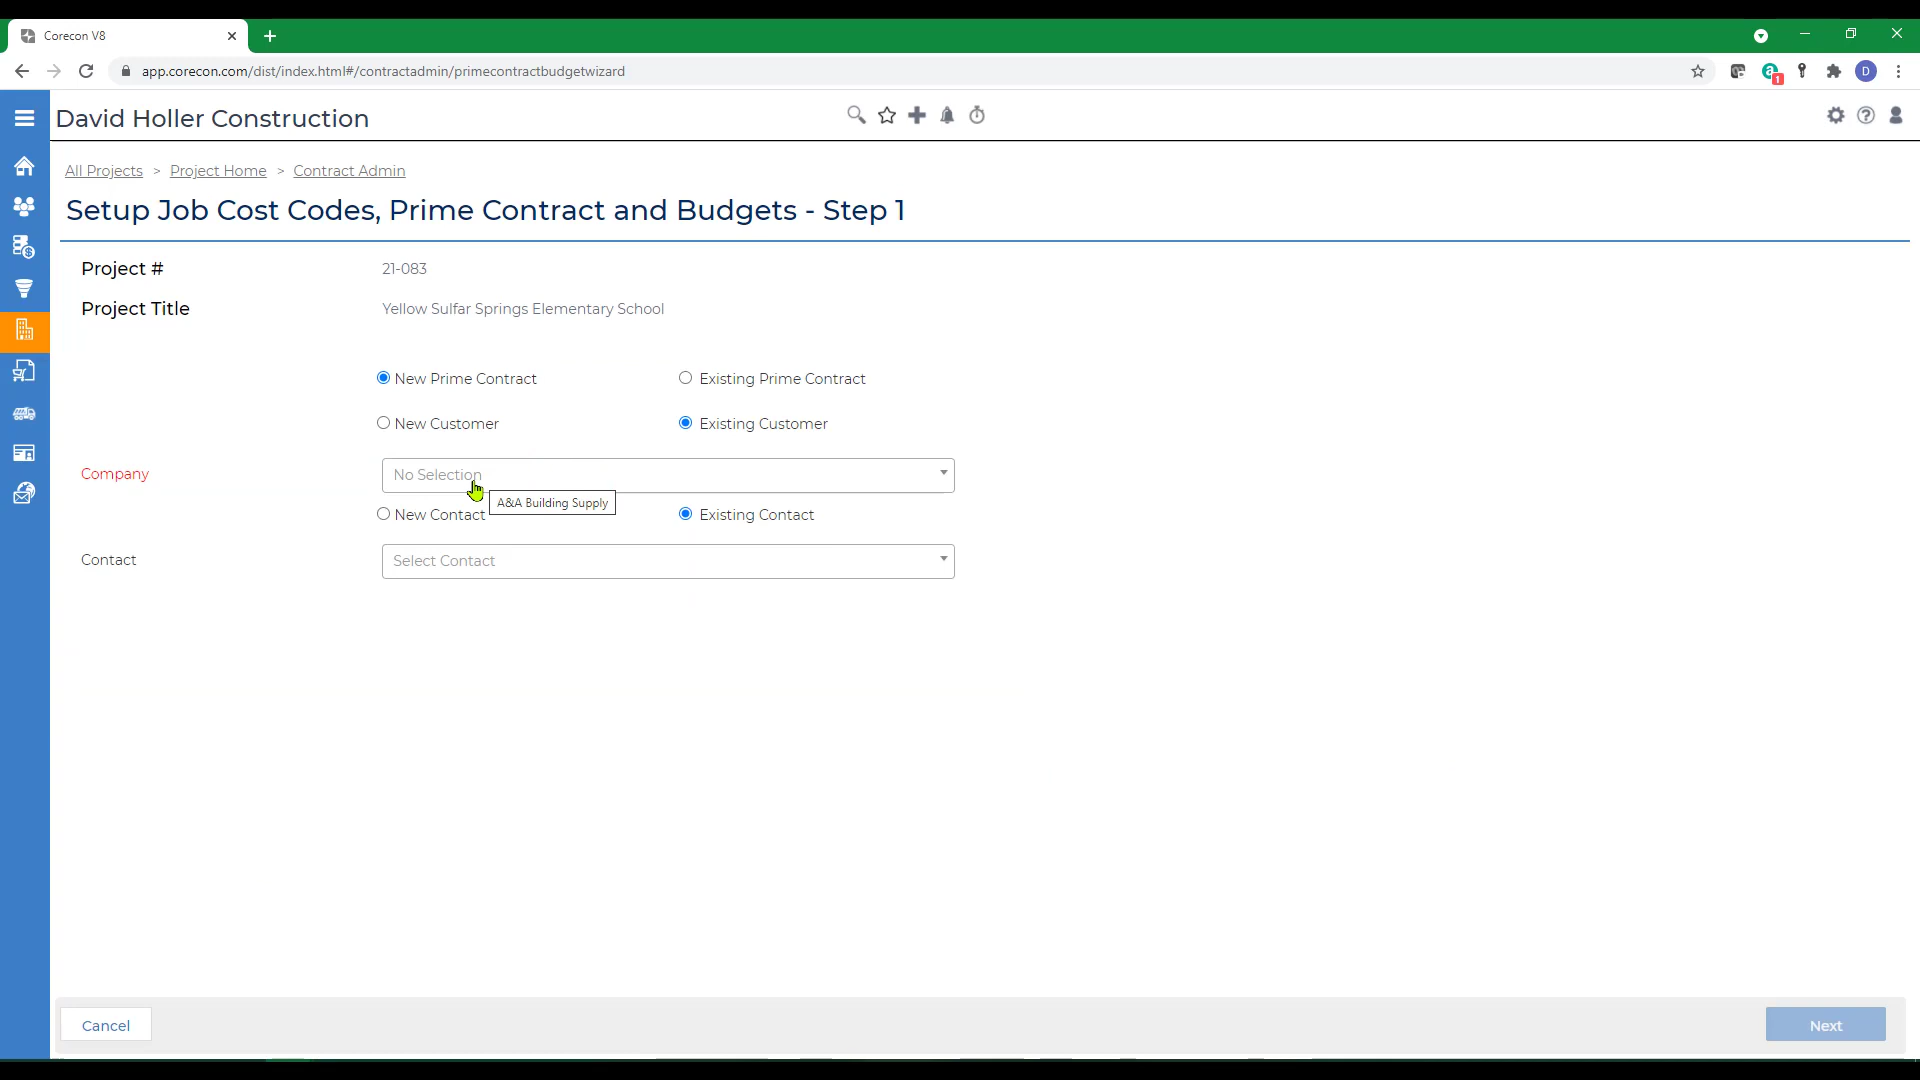 Corecon V8
app.corecon.com/dist/index.html#/contractadmin/primecontractbudgetwizard
a
1
D
David Holler Construction
All Projects > Project Home > Contract Admin
Setup Job Cost Codes, Prime Contract and Budgets - Step 1
Project # 21-083
Project Title Yellow Sulfar Springs Elementary School
New Prime Contract Existing Prime Contract
New Customer Existing Customer
Company No Selection
A&A Building Supply
New Contact Existing Contact
Contact Select Contact
Cancel Next